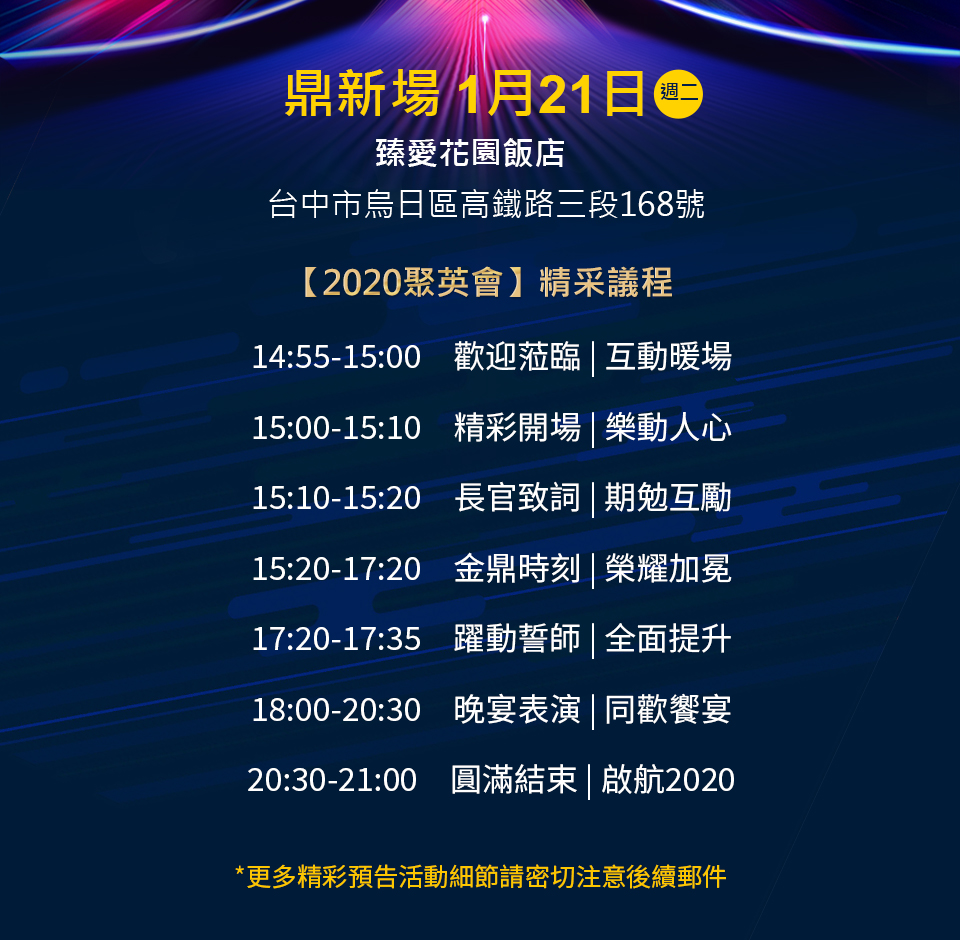 鼎新場 1月21日 週二
臻愛花園飯店
台中市烏日區高鐵路三段168號
【2020聚英會】精采議程
14:55-15:00 歡迎蒞臨 | 互動暖場
15:00-15:10 精彩開場 | 樂動人心
15:10-15:20 長官致詞 | 期勉互勵
15:20-17:20 金鼎時刻 | 榮耀加冕
17:20-17:35 躍動誓師 | 全面提升
18:00-20:30 晚宴表演 | 同歡饗宴
20:30-21:00 圓滿結束 | 啟航2020
*更多精彩預告活動細節請密切注意後續郵件